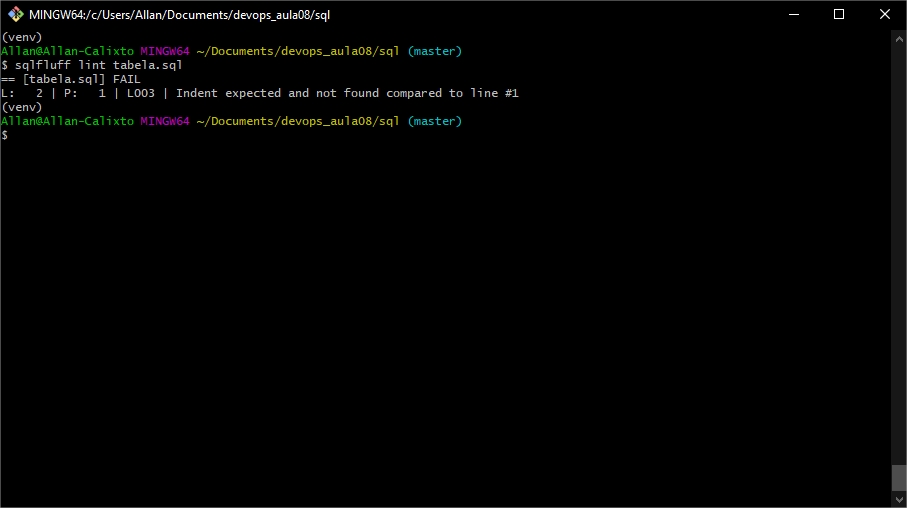 MINGW64:/c/Users/Allan/Documents/devops_aula08/sql
(venv)
Allan@Allan-Calixto MINGW64 ~/Documents/devops_aula08/sql (master)
$ sqlfluff lint tabela.sql
== [tabela.sql] FAIL
L:   2 | P:   1 | L003 | Indent expected and not found compared to line #1
(venv)
Allan@Allan-Calixto MINGW64 ~/Documents/devops_aula08/sql (master)
$